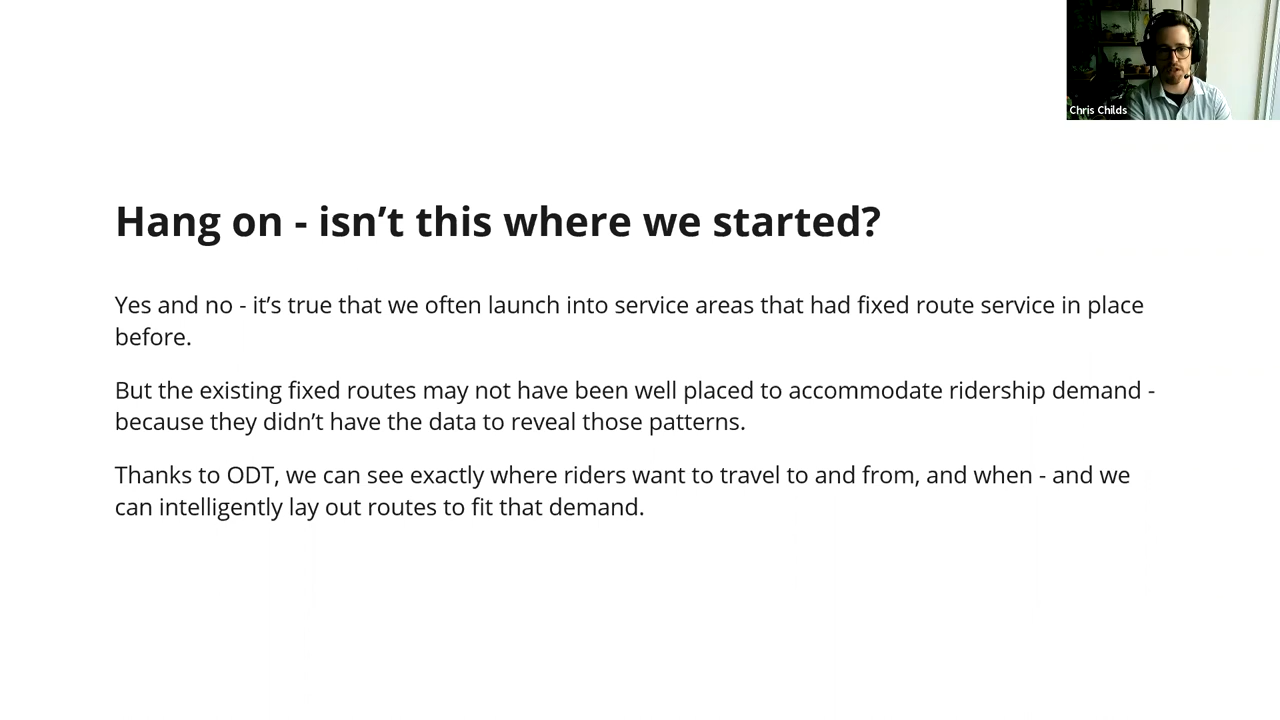 Chris Childs
Hang on - isn’t this where we started?
Yes and no - it’s true that we often launch into service areas that had fixed route service in place
before.
But the existing fixed routes may not have been well placed to accommodate ridership demand -
because they didn’t have the data to reveal those patterns.
Thanks to ODT, we can see exactly where riders want to travel to and from, and when - and we
can intelligently lay out routes to fit that demand.